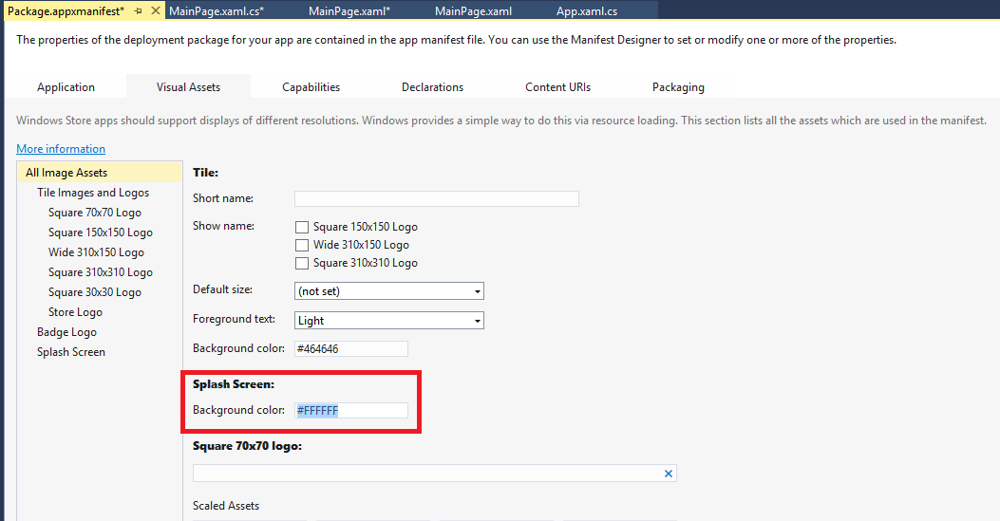 Package.appxmanifest* MainPage.xaml.cs* MainPage.xaml* MainPage.xaml App.xaml.cs
The properties of the deployment package for your app are contained in the app manifest file. You can use the Manifest Designer to set or modify one or more of the properties.
Application Visual Assets Capabilities Declarations Content URIs Packaging
Windows Store apps should support displays of different resolutions. Windows provides a simple way to do this via resource loading. This section lists all the assets which are used in the manifest.
More information
All Image Assets
Tile Images and Logos
Square 70x70 Logo
Square 150x150 Logo
Wide 310x150 Logo
Square 310x310 Logo
Square 30x30 Logo
Store Logo
Badge Logo
Splash Screen
Tile:
Short name:
Show name:
Square 150x150 Logo
Wide 310x150 Logo
Square 310x310 Logo
Default size: (not set)
Foreground text: Light
Background color: #464646
Splash Screen:
Background color: #FFFFFF
Square 70x70 logo:
Scaled Assets